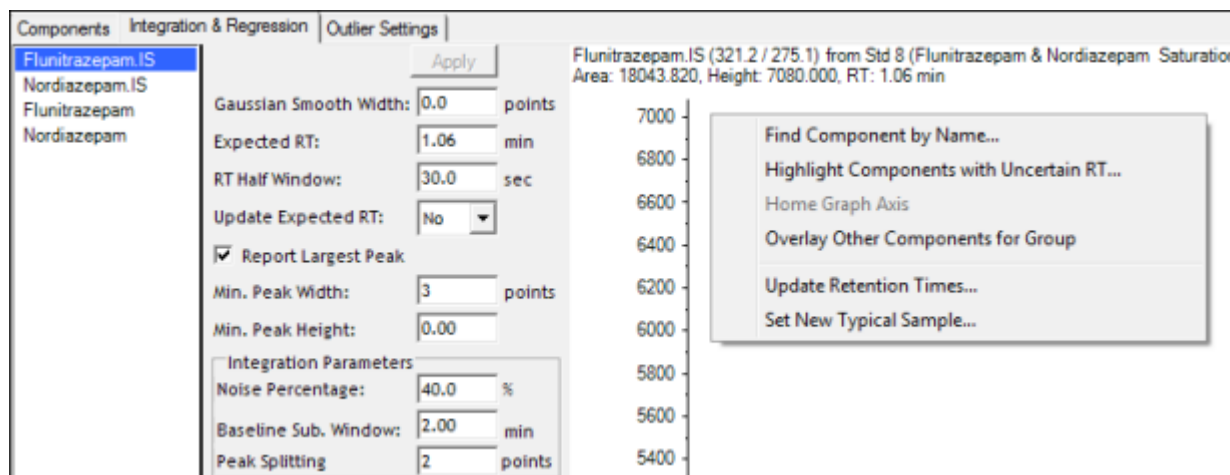 Components Integration & Regression Outlier Settings
Flunitrazepam.IS
Nordiazepam.IS
Flunitrazepam
Nordiazepam
Apply
Gaussian Smooth Width: 0.0 points
Expected RT: 1.06 min
RT Half Window: 30.0 sec
Update Expected RT: No
Report Largest Peak
Min. Peak Width: 3 points
Min. Peak Height: 0.00
Integration Parameters
Noise Percentage: 40.0 %
Baseline Sub. Window: 2.00 min
Peak Splitting 2 points
Flunitrazepam.IS (321.2 / 275.1) from Std 8 (Flunitrazepam & Nordiazepam Saturation
Area: 18043.820, Height: 7080.000, RT: 1.06 min
7000
6800
6600
6400
6200
6000
5800
5600
5400
Find Component by Name...
Highlight Components with Uncertain RT...
Home Graph Axis
Overlay Other Components for Group
Update Retention Times...
Set New Typical Sample...